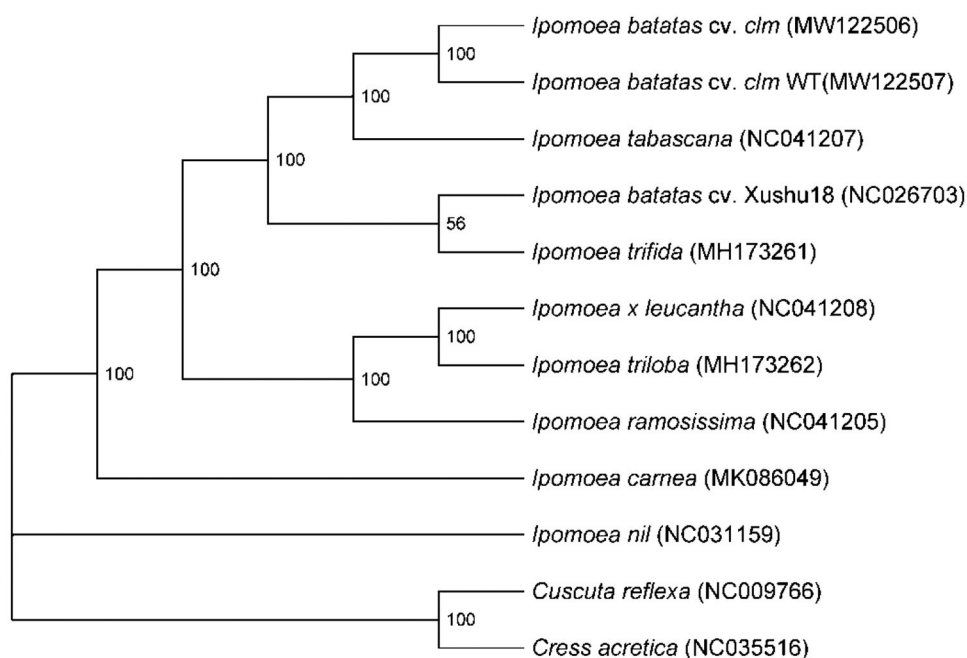 Ipomoea batatas cv. clm (MW122506)
100
Ipomoea batatas cv. clm WT(MW122507)
100
Ipomoea tabascana (NC041207)
100
Ipomoea batatas cv. Xushu18 (NC026703)
56
Ipomoea trifida (MH173261)
100
Ipomoea x leucantha (NC041208)
100
Ipomoea triloba (MH173262)
100
100
Ipomoea ramosissima (NC041205)
Ipomoea carnea (MK086049)
Ipomoea nil (NC031159)
Cuscuta reflexa (NC009766)
100
Cress acretica (NC035516)